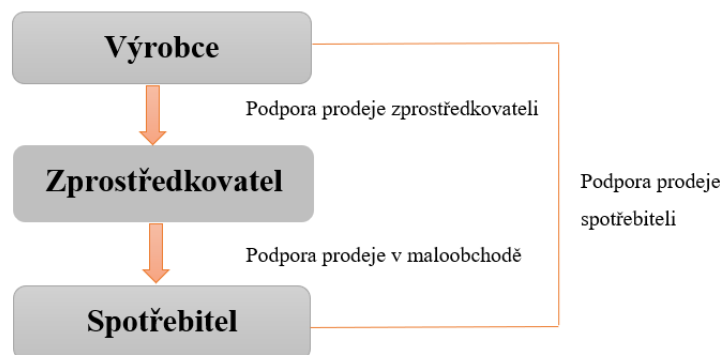 Výrobce
Podpora prodeje zprostředkovateli
Zprostředkovatel
Podpora prodeje
spotřebiteli
Podpora prodeje v maloobchodě
Spotřebitel